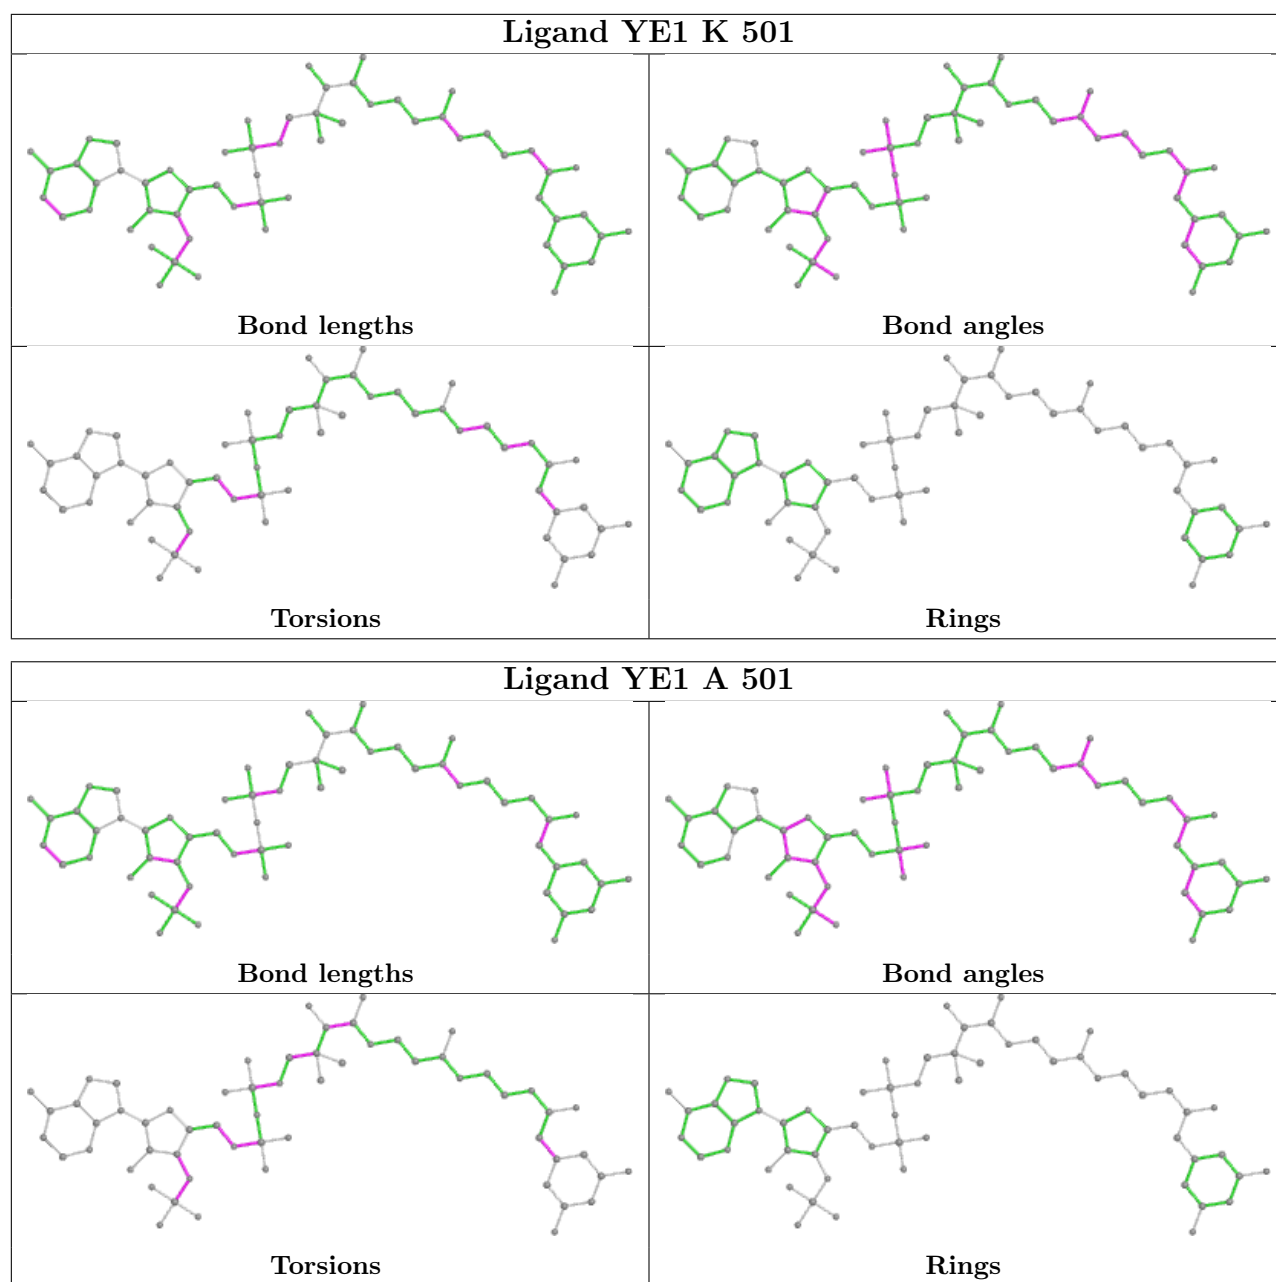 Ligand YE1 K 501
Bond lengths
Bond angles
Torsions
Rings
Ligand YE1 A 501
Bond lengths
Bond angles
Torsions
Rings